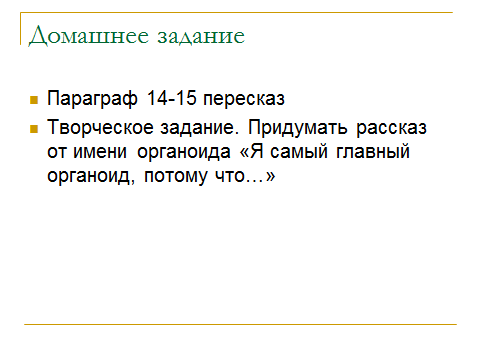 Домашнее задание
Параграф 14-15 пересказ
Творческое задание. Придумать рассказ
от имени органоида «Я самый главный
органоид, потому что…»